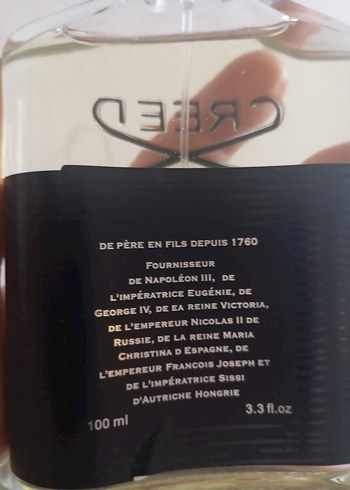 CREED
DE PÈRE EN FILS DEPUIS 1760
FOURNISSEUR
DE NAPOLÉON III, DE
L'IMPÉRATRICE EUGÉNIE, DE
GEORGE IV, DE EA REINE VICTORIA,
DE L'EMPEREUR NICOLAS II DE
RUSSIE, DE LA REINE MARIA
CHRISTINA D ESPAGNE, DE
L'EMPEREUR FRANCOIS JOSEPH ET
DE L'IMPÉRATRICE SISSI
D'AUTRICHE HONGRIE
100 ml 3.3 fl.oz